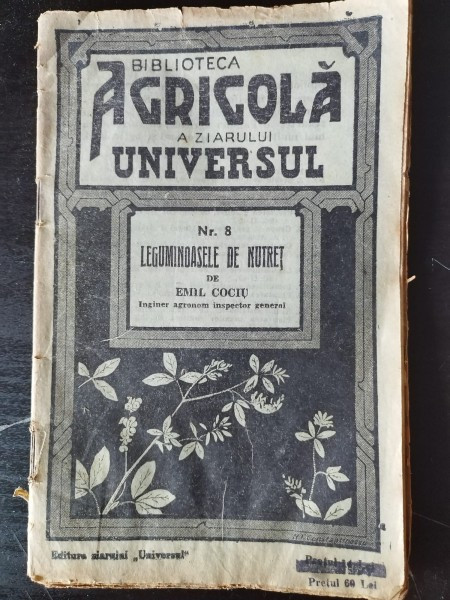 BIBLIOTECA
AGRICOLĂ
A ZIARULUI
UNIVERSUL
Nr. 8
LEGUMINOASELE DE NUTREȚ
DE
EMIL COCIU
Inginer agronom inspector general
Editura ziarului „Universul“
Prețul 60 Lei